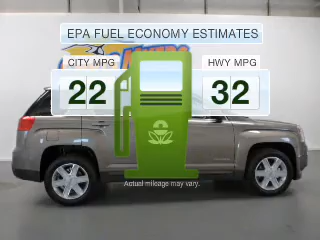 EPA FUEL ECONOMY ESTIMATES
CITY MPG
HWY MPG
22
32
Actual mileage may vary.